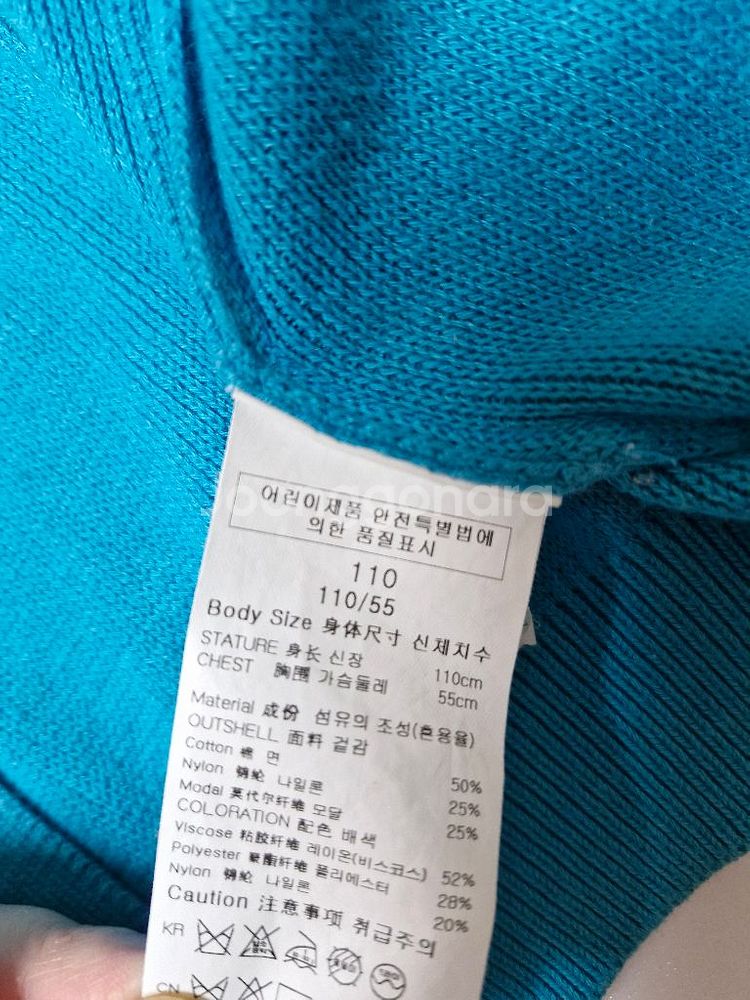 어린이제품 안전특별법에
의한 품질표시
110
110/55
Body Size 身体尺寸 신체치수
STATURE 身长 신장 110cm
CHEST 胸围 가슴둘레 55cm
Material 成份 섬유의 조성(혼용율)
OUTSHELL 面料 겉감
Cotton 棉 면 50%
Nylon 锦纶 나일론 25%
Modal 莫代尔纤维 모달 25%
COLORATION 配色 배색
Viscose 粘胶纤维 레이온(비스코스) 52%
Polyester 聚酯纤维 폴리에스터 28%
Nylon 锦纶 나일론 20%
Caution 注意事项 취급주의
KR
CN